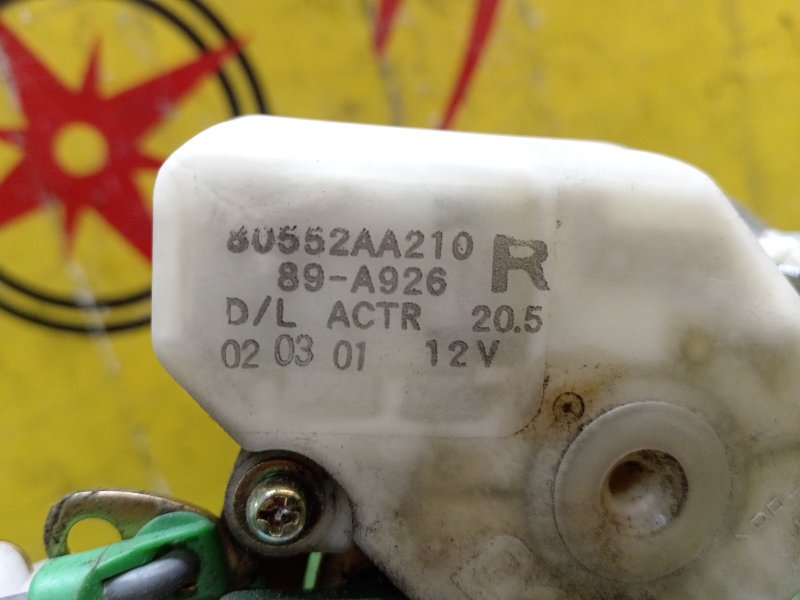 60552AA210
89-A926 R
D/L ACTR 20.5
02 03 01 12V